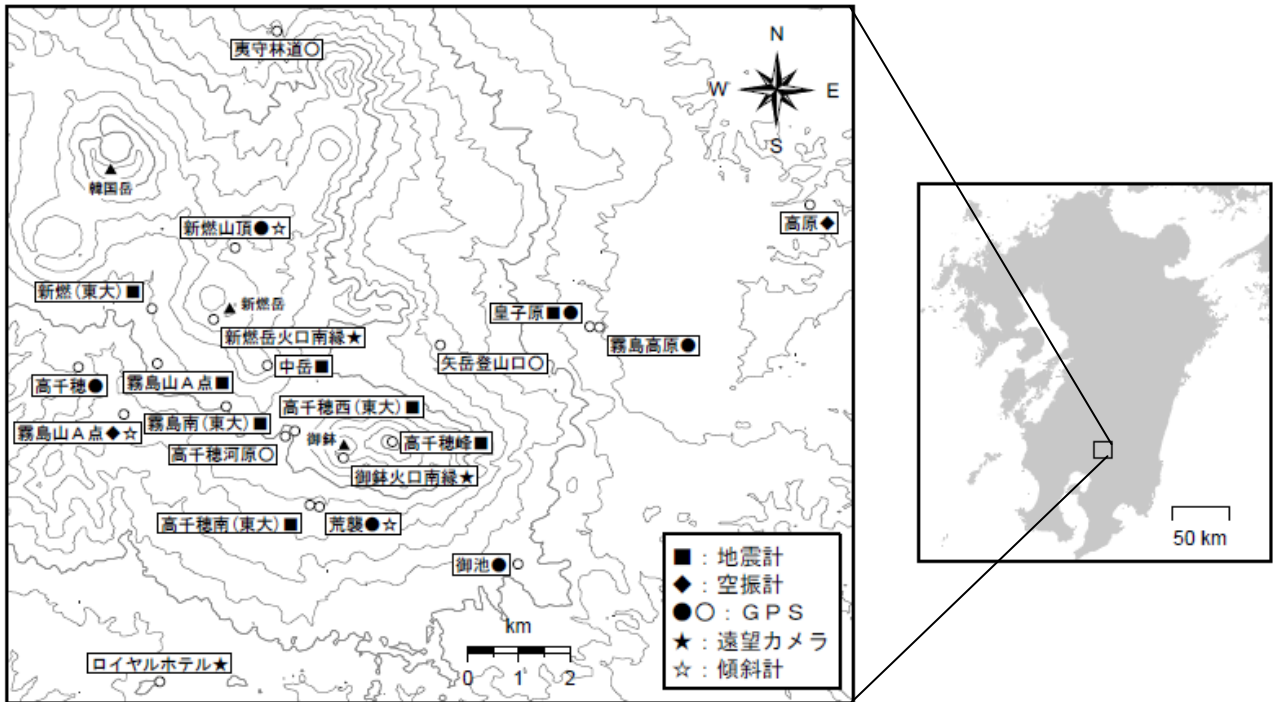 夷守林道○
N
W
E
S
韓国岳
高原◆
新燃山頂●☆
新燃(東大)■
新燃岳
皇子原■●
新燃岳火口南縁★
霧島高原●
矢岳登山口○
中岳■
高千穂●
霧島山A点■
高千穂西(東大)■
霧島山A点◆☆
霧島南(東大)■
御鉢
高千穂峰■
高千穂河原○
御鉢火口南縁★
高千穂南(東大)■
荒襲●☆
御池●
ロイヤルホテル★
km
0 1 2
■：地震計
◆：空振計
●○：GPS
★：遠望カメラ
☆：傾斜計
50 km